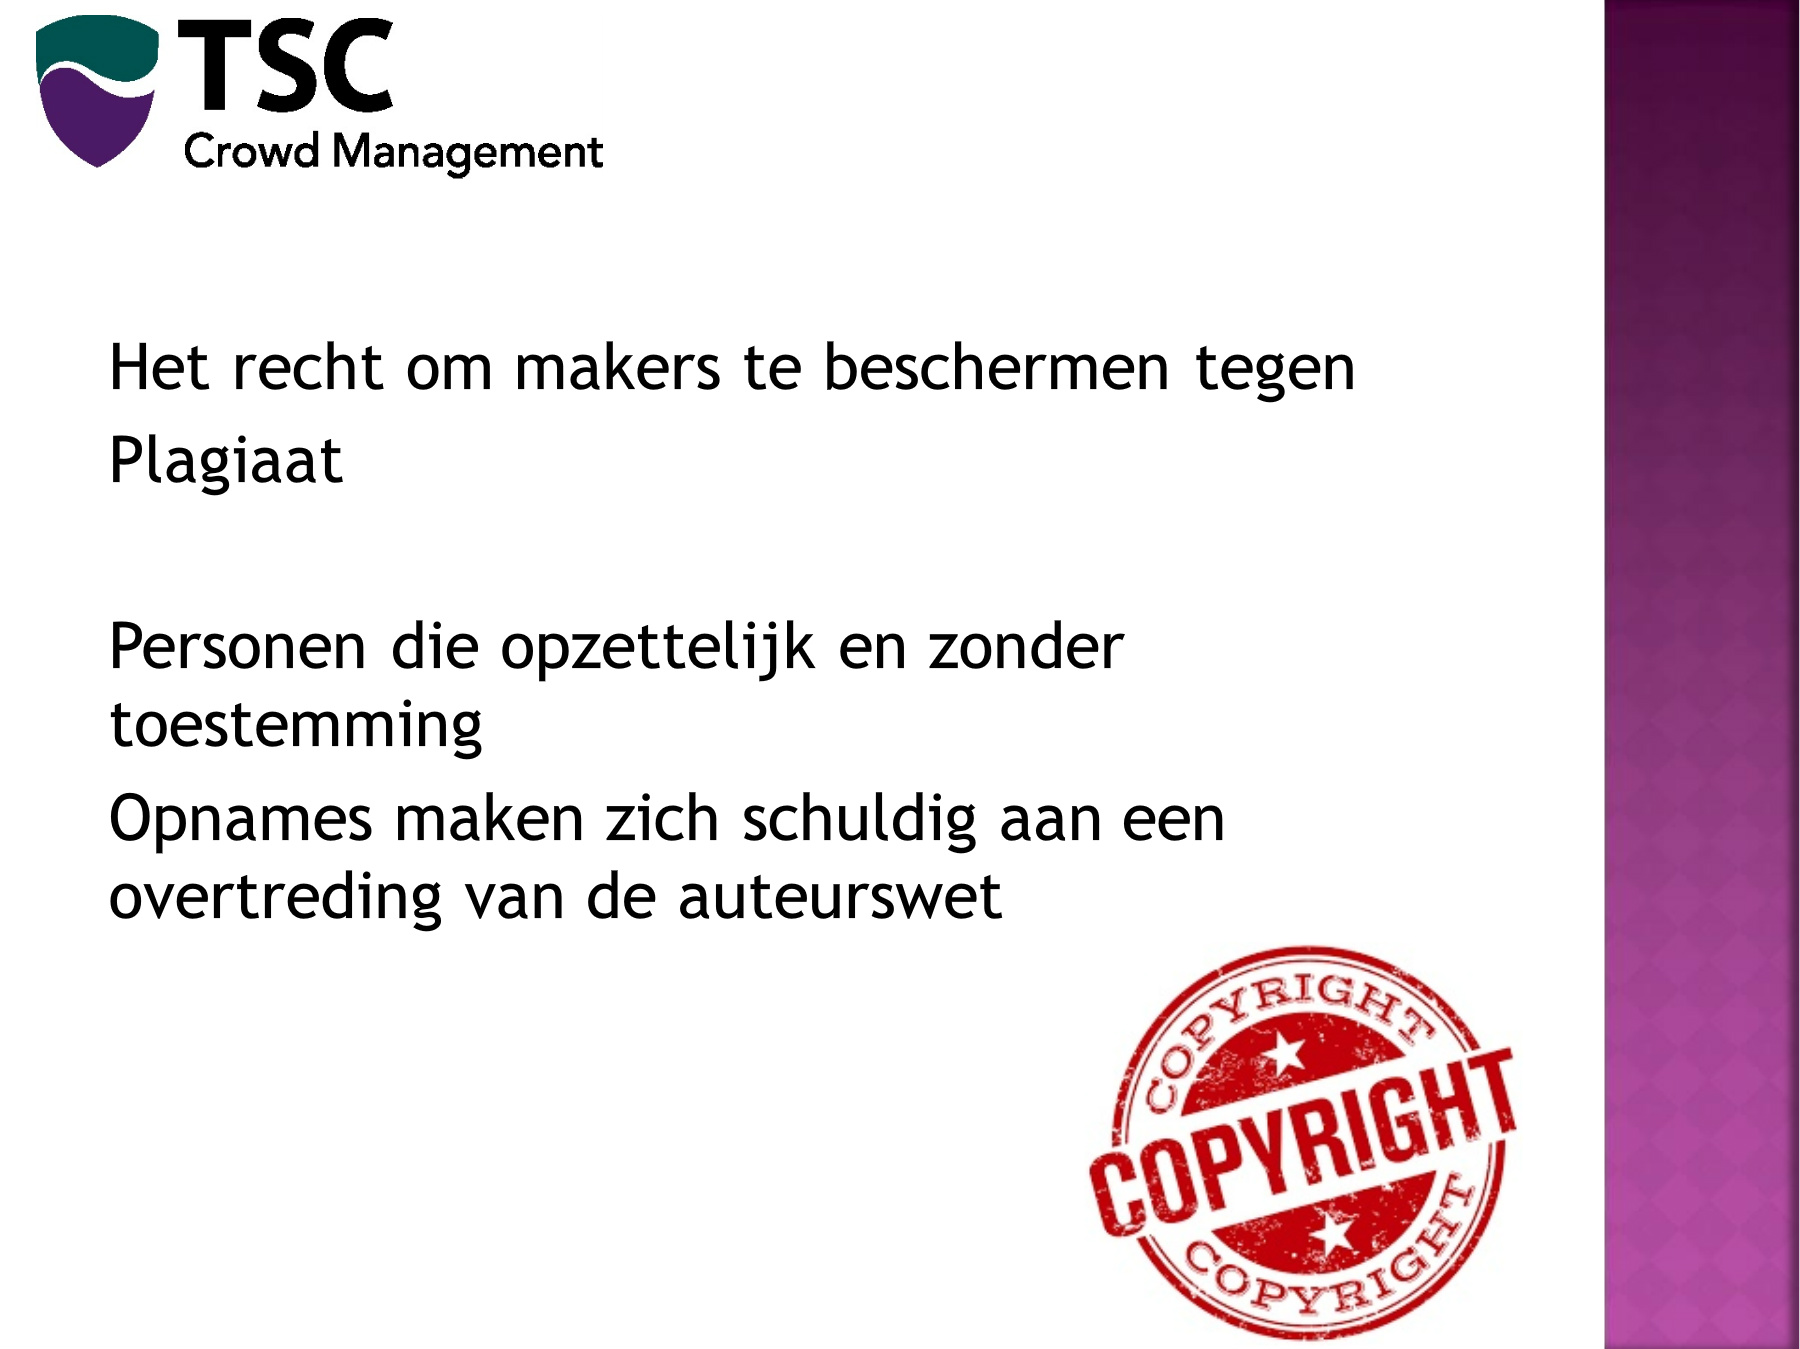 TSC
Crowd Management
Het recht om makers te beschermen tegen
Plagiaat
Personen die opzettelijk en zonder
toestemming
Opnames maken zich schuldig aan een
overtreding van de auteurswet
COPYRIGHT
COPYRIGHT
COPYRIGHT